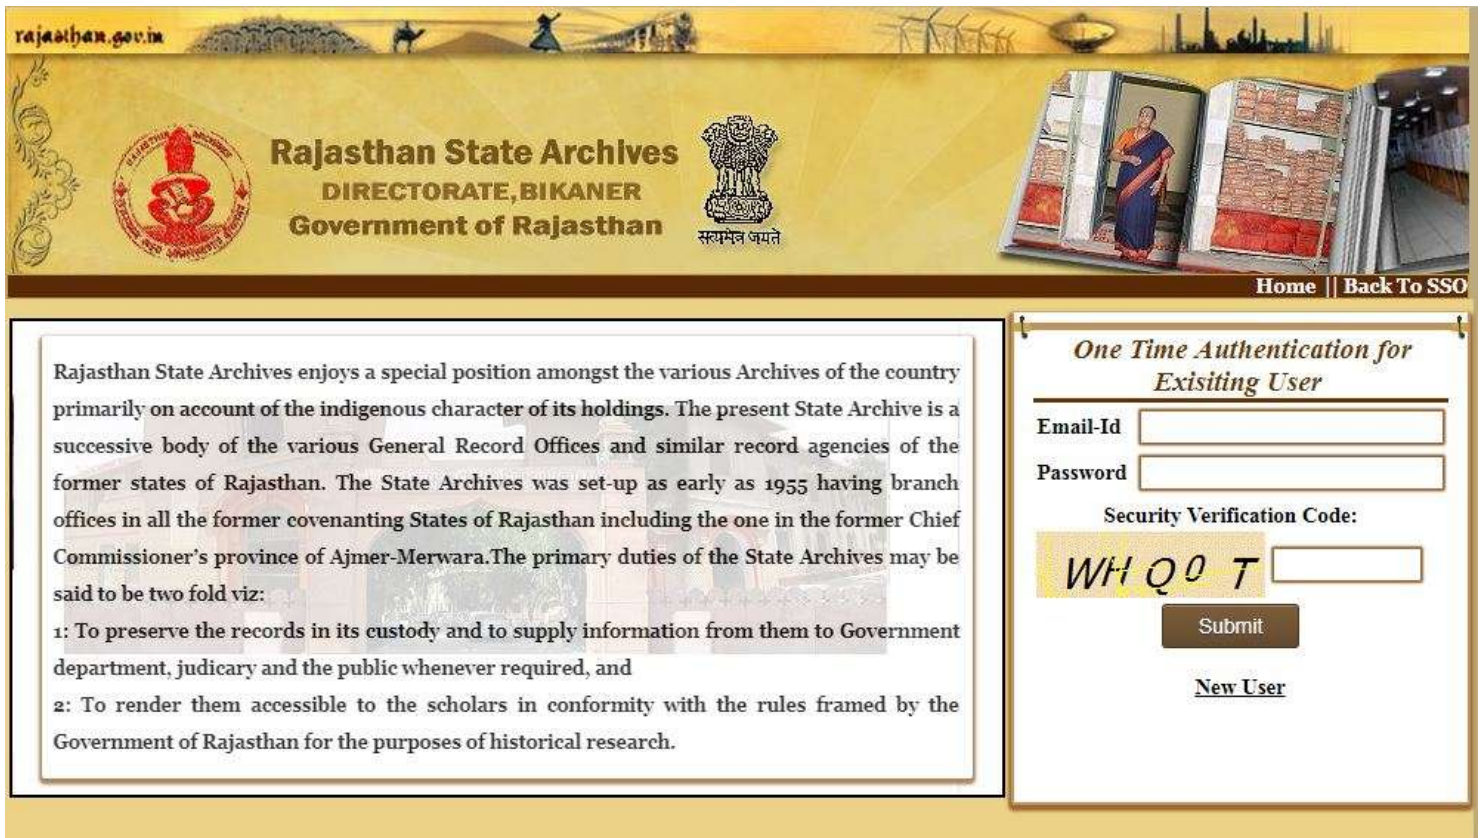 rajasthan.gov.in
Rajasthan State Archives
DIRECTORATE,BIKANER
Government of Rajasthan
सत्यमेव जयते
Home || Back To SSO
Rajasthan State Archives enjoys a special position amongst the various Archives of the country
primarily on account of the indigenous character of its holdings. The present State Archive is a
successive body of the various General Record Offices and similar record agencies of the
former states of Rajasthan. The State Archives was set-up as early as 1955 having branch
offices in all the former covenanting States of Rajasthan including the one in the former Chief
Commissioner's province of Ajmer-Merwara.The primary duties of the State Archives may be
said to be two fold viz:
1: To preserve the records in its custody and to supply information from them to Government
department, judicary and the public whenever required, and
2: To render them accessible to the scholars in conformity with the rules framed by the
Government of Rajasthan for the purposes of historical research.
One Time Authentication for
Exisiting User
Email-Id
Password
Security Verification Code:
WHQ0T
Submit
New User